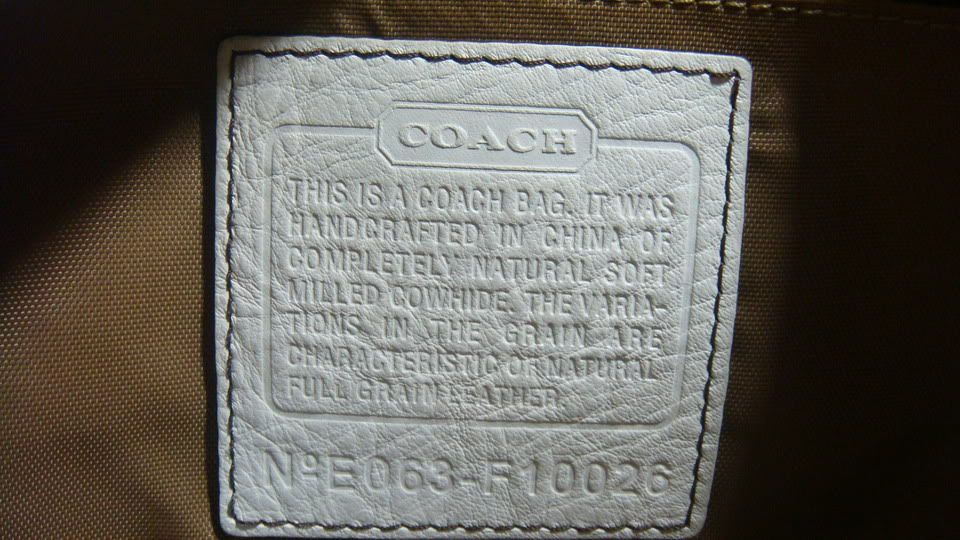 COACH
THIS IS A COACH BAG. IT WAS
HANDCRAFTED IN CHINA OF
COMPLETELY NATURAL SOFT
MILLED COWHIDE. THE VARIA-
TIONS IN THE GRAIN ARE
CHARACTERISTIC OF NATURAL
FULL GRAIN LEATHER.
NºE063-F10026